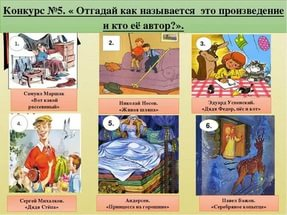 Конкурс №5. « Отгадай как называется это произведение
и кто её автор?».
1.
2.
3.
Самуил Маршак
«Вот какой
рассеянный»
Николай Носов.
«Живая шляпа»
Эдуард Успенский.
«Дядя Федор, пёс и кот»
4.
5.
6.
Сергей Михалков.
«Дядя Стёпа»
Андерсен.
«Принцесса на горошине»
Павел Бажов.
«Серебряное копытце»